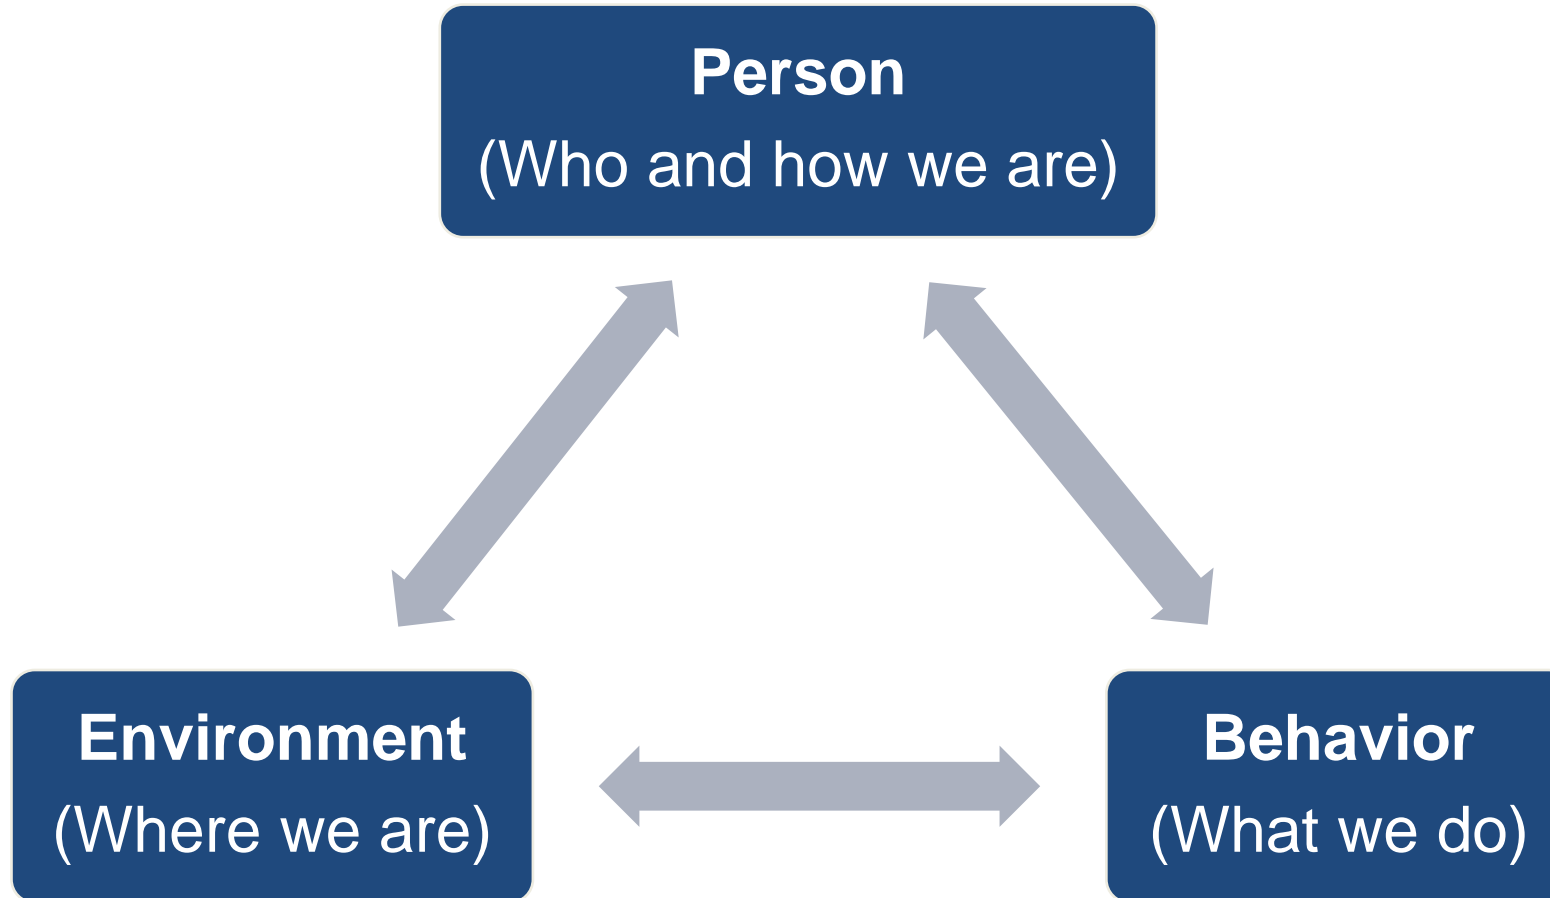 Person
(Who and how we are)
Environment
(Where we are)
Behavior
(What we do)